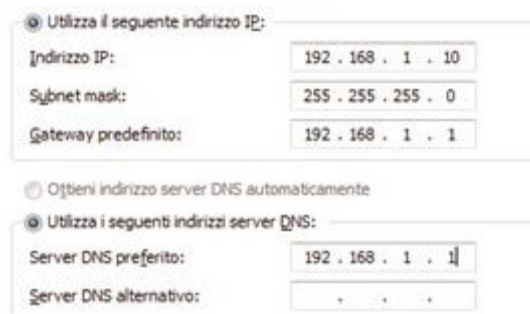 Utilizza il seguente indirizzo IP:
Indirizzo IP: 192 . 168 . 1 . 10
Subnet mask: 255 . 255 . 255 . 0
Gateway predefinito: 192 . 168 . 1 . 1
Ottieni indirizzo server DNS automaticamente
Utilizza i seguenti indirizzi server DNS:
Server DNS preferito: 192 . 168 . 1 . 1
Server DNS alternativo: . . .